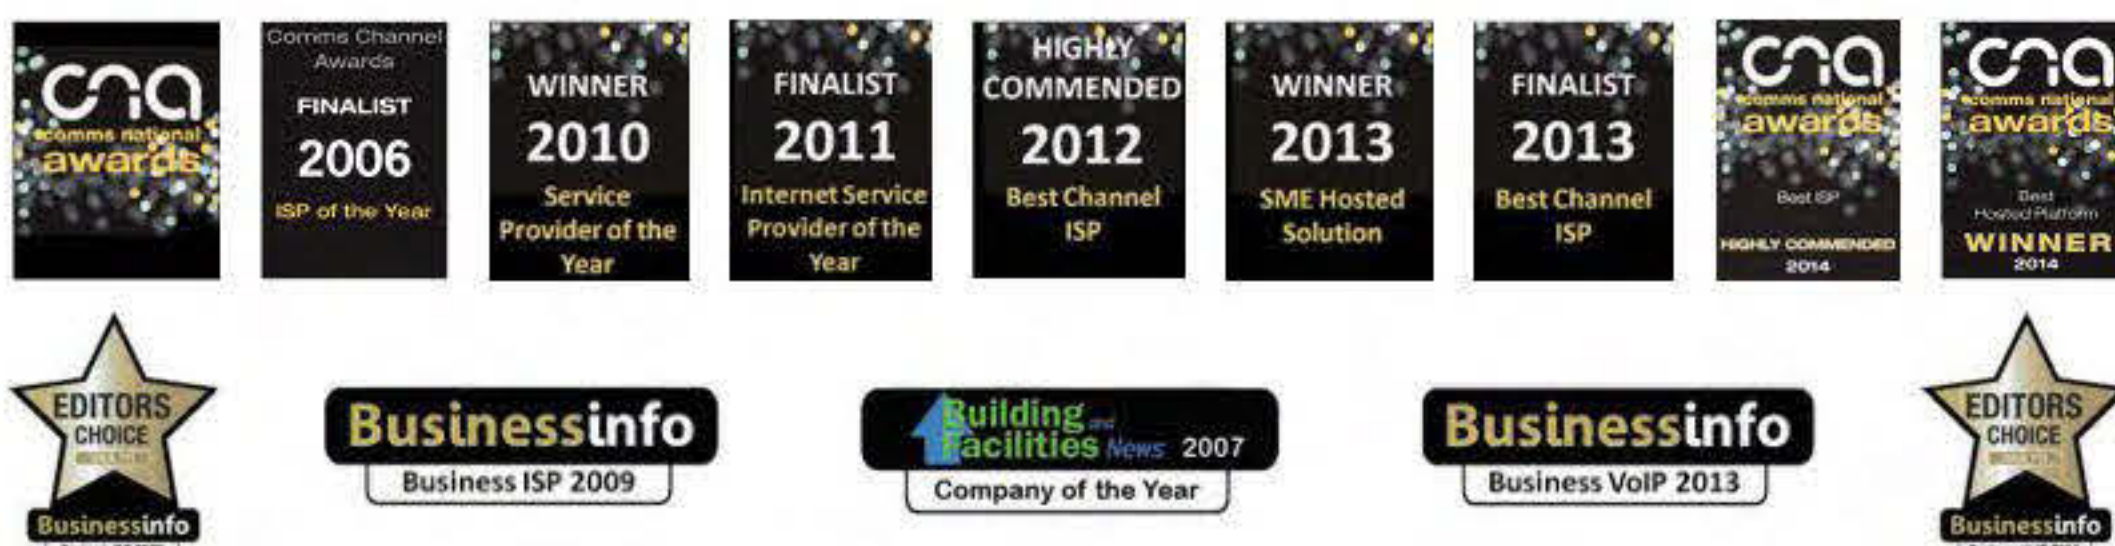 cna
comms national
awards
Comms Channel
Awards
FINALIST
2006
ISP of the Year
WINNER
2010
Service
Provider of the
Year
FINALIST
2011
Internet Service
Provider of the
Year
HIGHLY
COMMENDED
2012
Best Channel
ISP
WINNER
2013
SME Hosted
Solution
FINALIST
2013
Best Channel
ISP
cna
comms national
awards
Best ISP
HIGHLY COMMENDED
2014
cna
comms national
awards
Best
Hosted Platform
WINNER
2014
EDITORS
CHOICE
Businessinfo
Businessinfo
Business ISP 2009
Building and
Facilities News 2007
Company of the Year
Businessinfo
Business VoIP 2013
EDITORS
CHOICE
Businessinfo